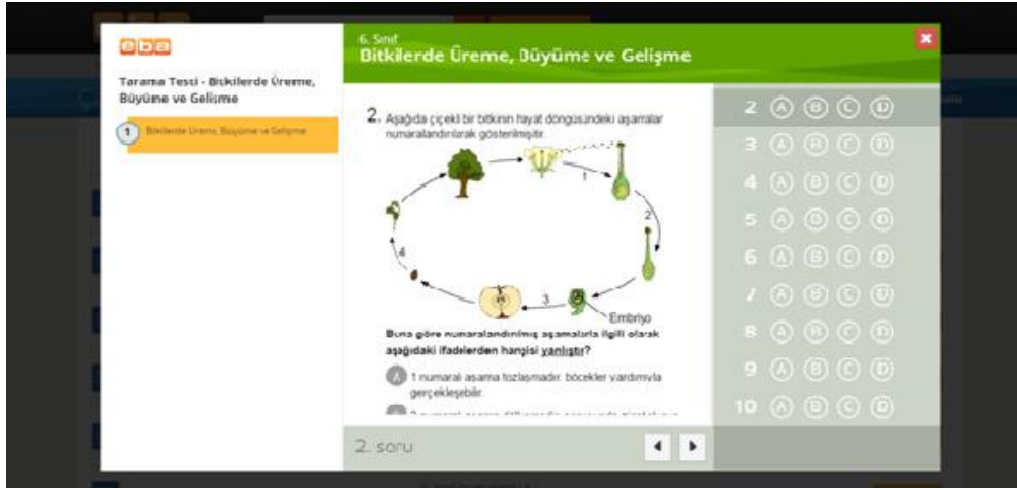 eba
Tarama Testi - Bitkilerde Üreme,
Büyüme ve Gelişme
1 Bitkilerde Üreme, Büyüme ve Gelişme
6. Sınıf
Bitkilerde Üreme, Büyüme ve Gelişme
2. Aşağıda çiçekli bir bitkinin hayat döngüsündeki aşamalar
numaralandırılarak gösterilmiştir.
1
2
4
3
Embriyo
Buna göre numaralandırılmış aşamalarla ilgili olarak
aşağıdaki ifadelerden hangisi yanlıştır?
A 1 numaralı aşama tozlaşmadır, böcekler yardımıyla
gerçekleşebilir.
2. soru
2 A B C D
3 A B C D
4 A B C D
5 A B C D
6 A B C D
7 A B C D
8 A B C D
9 A B C D
10 A B C D